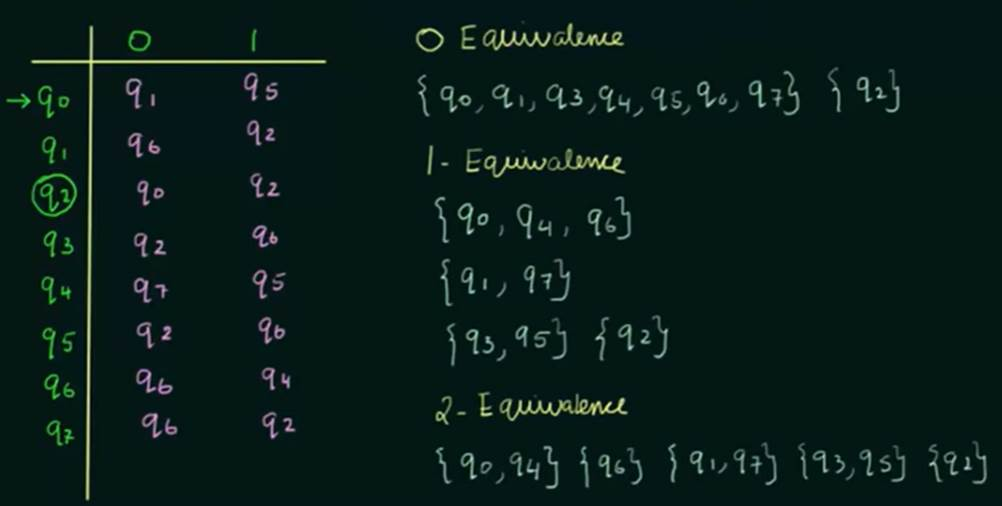 0 1
→q0 q1 q5
q1 q6 q2
q2 q0 q2
q3 q2 q6
q4 q7 q5
q5 q2 q6
q6 q6 q4
q7 q6 q2
0 Equivalence
{q0, q1, q3, q4, q5, q6, q7} {q2}
1- Equivalence
{q0, q4, q6}
{q1, q7}
{q3, q5} {q2}
2- Equivalence
{q0, q4} {q6} {q1, q7} {q3, q5} {q2}